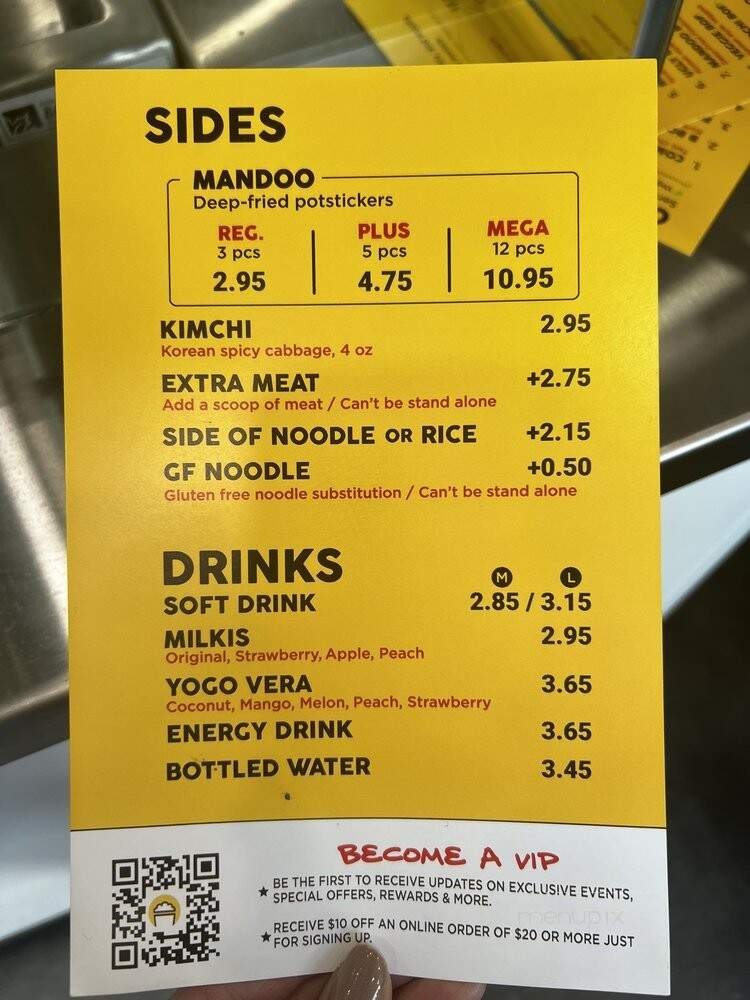 SIDES
MANDOO
Deep-fried potstickers
REG. PLUS MEGA
3 pcs 5 pcs 12 pcs
2.95 4.75 10.95
KIMCHI 2.95
Korean spicy cabbage, 4 oz
EXTRA MEAT +2.75
Add a scoop of meat / Can't be stand alone
SIDE OF NOODLE OR RICE +2.15
GF NOODLE +0.50
Gluten free noodle substitution / Can't be stand alone
DRINKS M L
SOFT DRINK 2.85 / 3.15
MILKIS 2.95
Original, Strawberry, Apple, Peach
YOGO VERA 3.65
Coconut, Mango, Melon, Peach, Strawberry
ENERGY DRINK 3.65
BOTTLED WATER 3.45
BECOME A VIP
BE THE FIRST TO RECEIVE UPDATES ON EXCLUSIVE EVENTS,
SPECIAL OFFERS, REWARDS & MORE.
RECEIVE $10 OFF AN ONLINE ORDER OF $20 OR MORE JUST
FOR SIGNING UP.
menupix